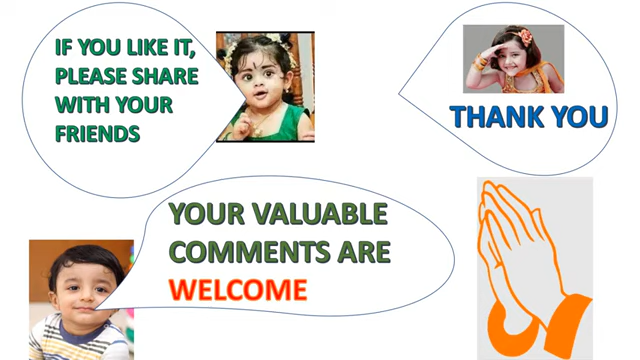 IF YOU LIKE IT,
PLEASE SHARE
WITH YOUR
FRIENDS
THANK YOU
YOUR VALUABLE
COMMENTS ARE
WELCOME